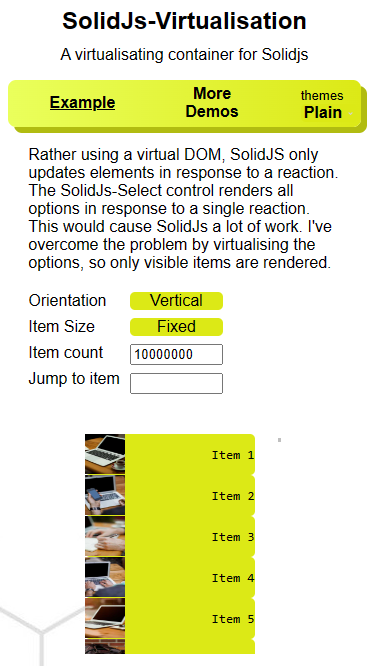 SolidJs-Virtualisation
A virtualisating container for Solidjs
Example
More
Demos
themes
Plain
Rather using a virtual DOM, SolidJS only
updates elements in response to a reaction.
The SolidJs-Select control renders all
options in response to a single reaction.
This would cause SolidJs a lot of work. I've
overcome the problem by virtualising the
options, so only visible items are rendered.
Orientation Vertical
Item Size Fixed
Item count 10000000
Jump to item
Item 1
Item 2
Item 3
Item 4
Item 5